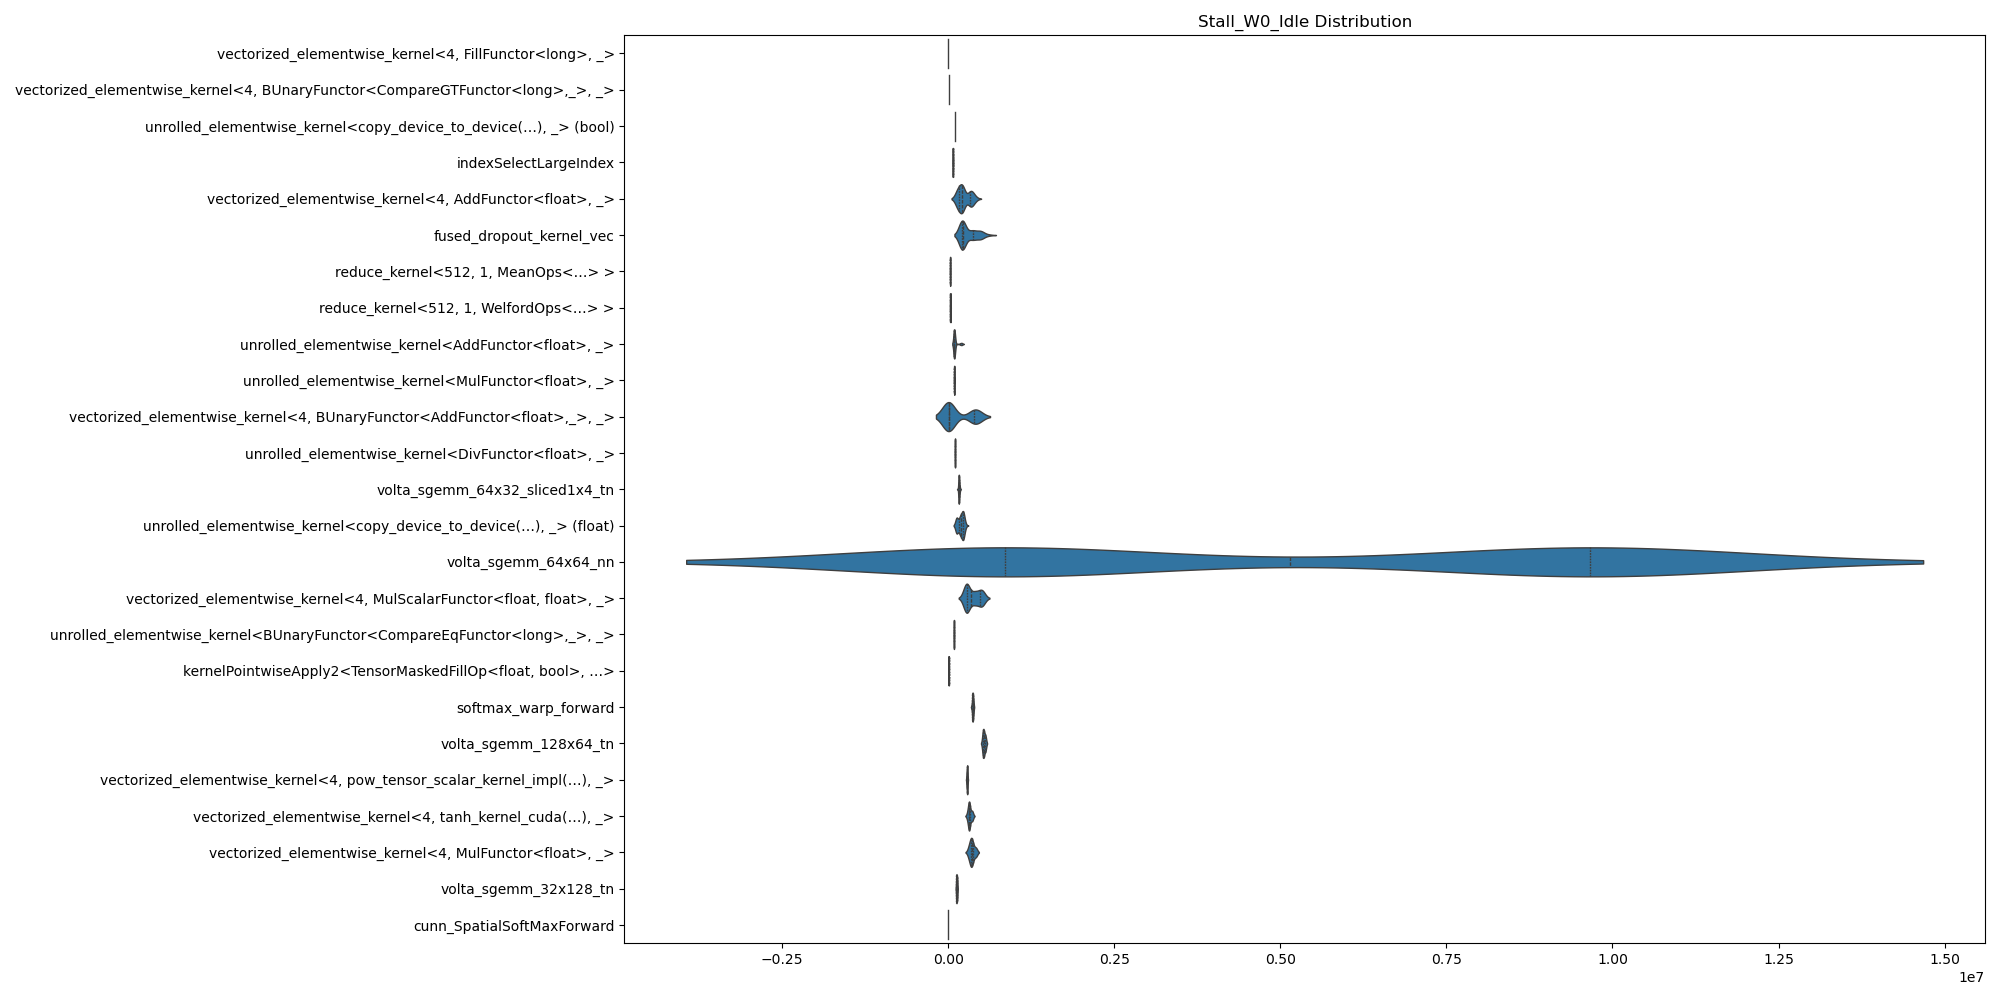 Stall_W0_Idle Distribution
vectorized_elementwise_kernel<4, FillFunctor<long>, _>
vectorized_elementwise_kernel<4, BUnaryFunctor<CompareGTFunctor<long>,_>, _>
unrolled_elementwise_kernel<copy_device_to_device(...), _> (bool)
indexSelectLargeIndex
vectorized_elementwise_kernel<4, AddFunctor<float>, _>
fused_dropout_kernel_vec
reduce_kernel<512, 1, MeanOps<...> >
reduce_kernel<512, 1, WelfordOps<...> >
unrolled_elementwise_kernel<AddFunctor<float>, _>
unrolled_elementwise_kernel<MulFunctor<float>, _>
vectorized_elementwise_kernel<4, BUnaryFunctor<AddFunctor<float>,_>, _>
unrolled_elementwise_kernel<DivFunctor<float>, _>
volta_sgemm_64x32_sliced1x4_tn
unrolled_elementwise_kernel<copy_device_to_device(...), _> (float)
volta_sgemm_64x64_nn
vectorized_elementwise_kernel<4, MulScalarFunctor<float, float>, _>
unrolled_elementwise_kernel<BUnaryFunctor<CompareEqFunctor<long>,_>, _>
kernelPointwiseApply2<TensorMaskedFillOp<float, bool>, ...>
softmax_warp_forward
volta_sgemm_128x64_tn
vectorized_elementwise_kernel<4, pow_tensor_scalar_kernel_impl(...), _>
vectorized_elementwise_kernel<4, tanh_kernel_cuda(...), _>
vectorized_elementwise_kernel<4, MulFunctor<float>, _>
volta_sgemm_32x128_tn
cunn_SpatialSoftMaxForward
−0.25 0.00 0.25 0.50 0.75 1.00 1.25 1.50
1e7